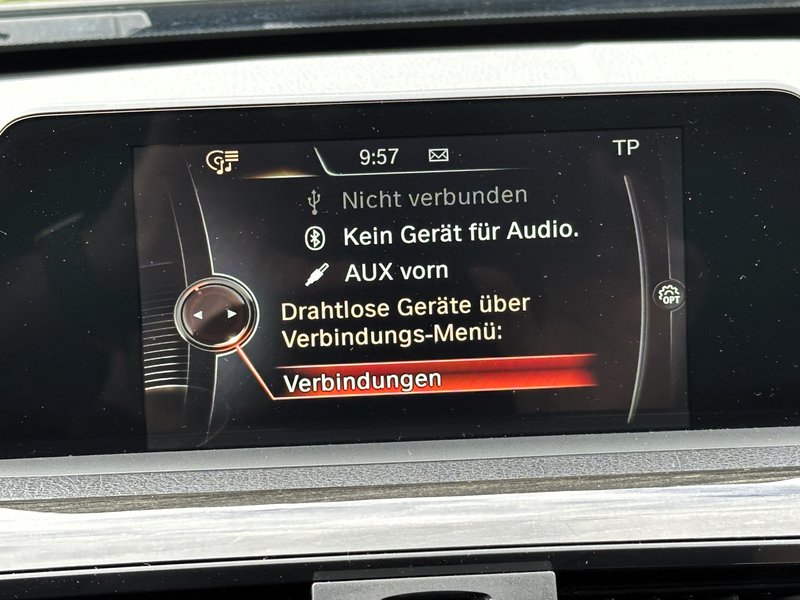 9:57
TP
Nicht verbunden
Kein Gerät für Audio.
AUX vorn
OPT
Drahtlose Geräte über
Verbindungs-Menü:
Verbindungen